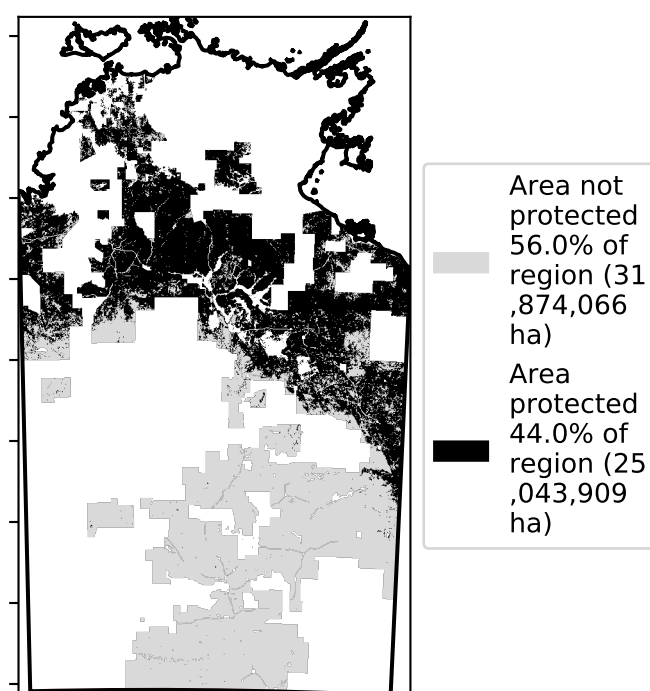 Area not
protected
56.0% of
region (31
,874,066
ha)
Area
protected
44.0% of
region (25
,043,909
ha)